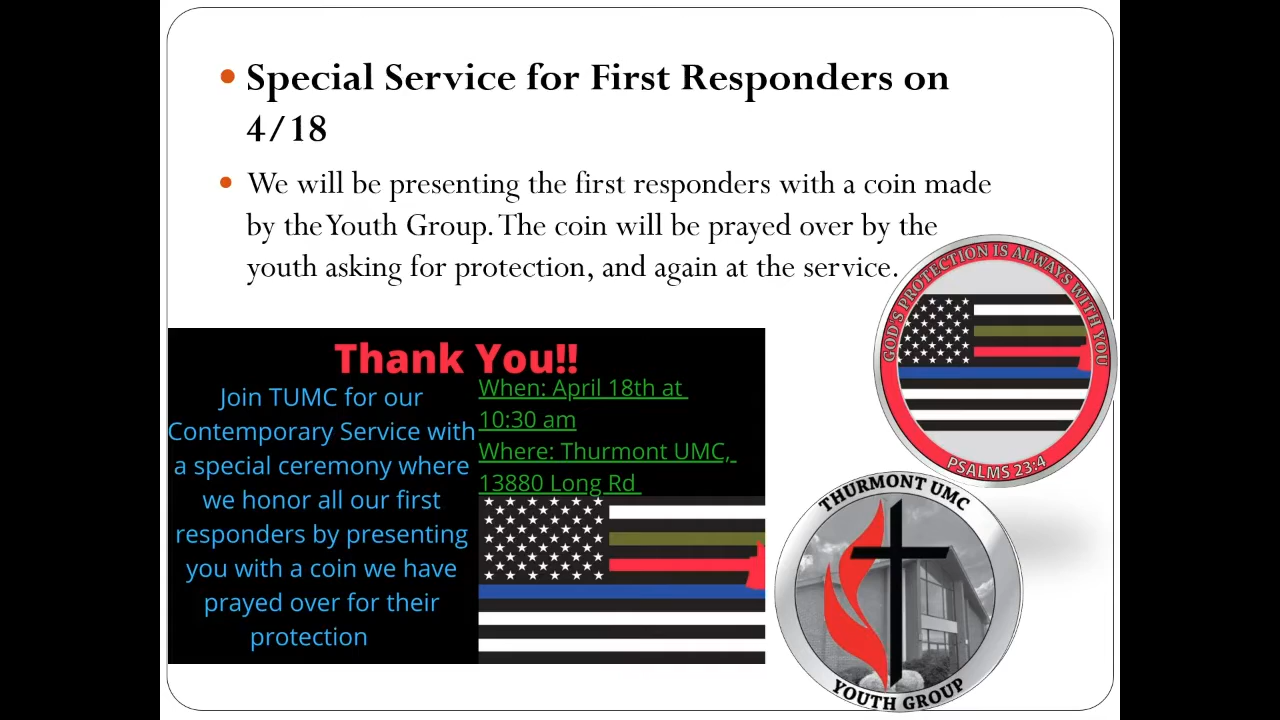 Special Service for First Responders on
4/18
We will be presenting the first responders with a coin made
by the Youth Group. The coin will be prayed over by the
youth asking for protection, and again at the service.
GOD'S PROTECTION IS ALWAYS WITH YOU
PSALMS 23:4
Thank You!!
Join TUMC for our
Contemporary Service with
a special ceremony where
we honor all our first
responders by presenting
you with a coin we have
prayed over for their
protection
When: April 18th at
10:30 am
Where: Thurmont UMC,
13880 Long Rd
THURMONT UMC
YOUTH GROUP